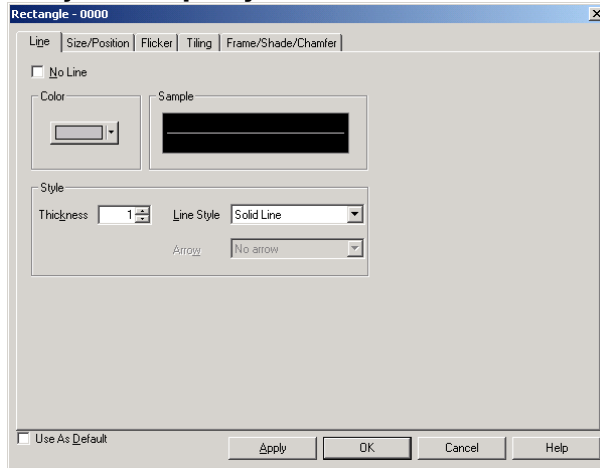 Rectangle - 0000
Line Size/Position Flicker Tiling Frame/Shade/Chamfer
No Line
Color Sample
Style
Thickness 1 Line Style Solid Line
Arrow No arrow
Use As Default Apply OK Cancel Help